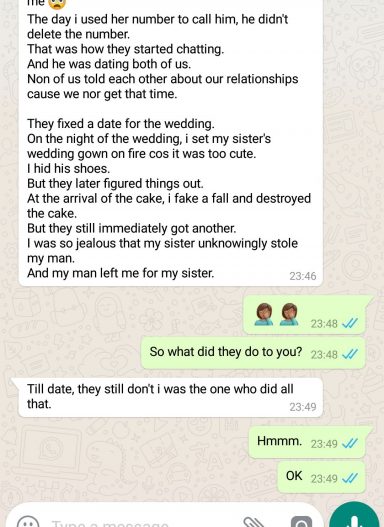 me 😨
The day i used her number to call him, he didn't
delete the number.
That was how they started chatting.
And he was dating both of us.
Non of us told each other about our relationships
cause we nor get that time.

They fixed a date for the wedding.
On the night of the wedding, i set my sister's
wedding gown on fire cos it was too cute.
I hid his shoes.
But they later figured things out.
At the arrival of the cake, i fake a fall and destroyed
the cake.
But they still immediately got another.
I was so jealous that my sister unknowingly stole
my man.
And my man left me for my sister.
23:46
🤦🏽‍♀️ 🤦🏽‍♀️ 23:48
So what did they do to you? 23:48
Till date, they still don't i was the one who did all
that.
23:49
Hmmm. 23:49
OK 23:49
Type a message